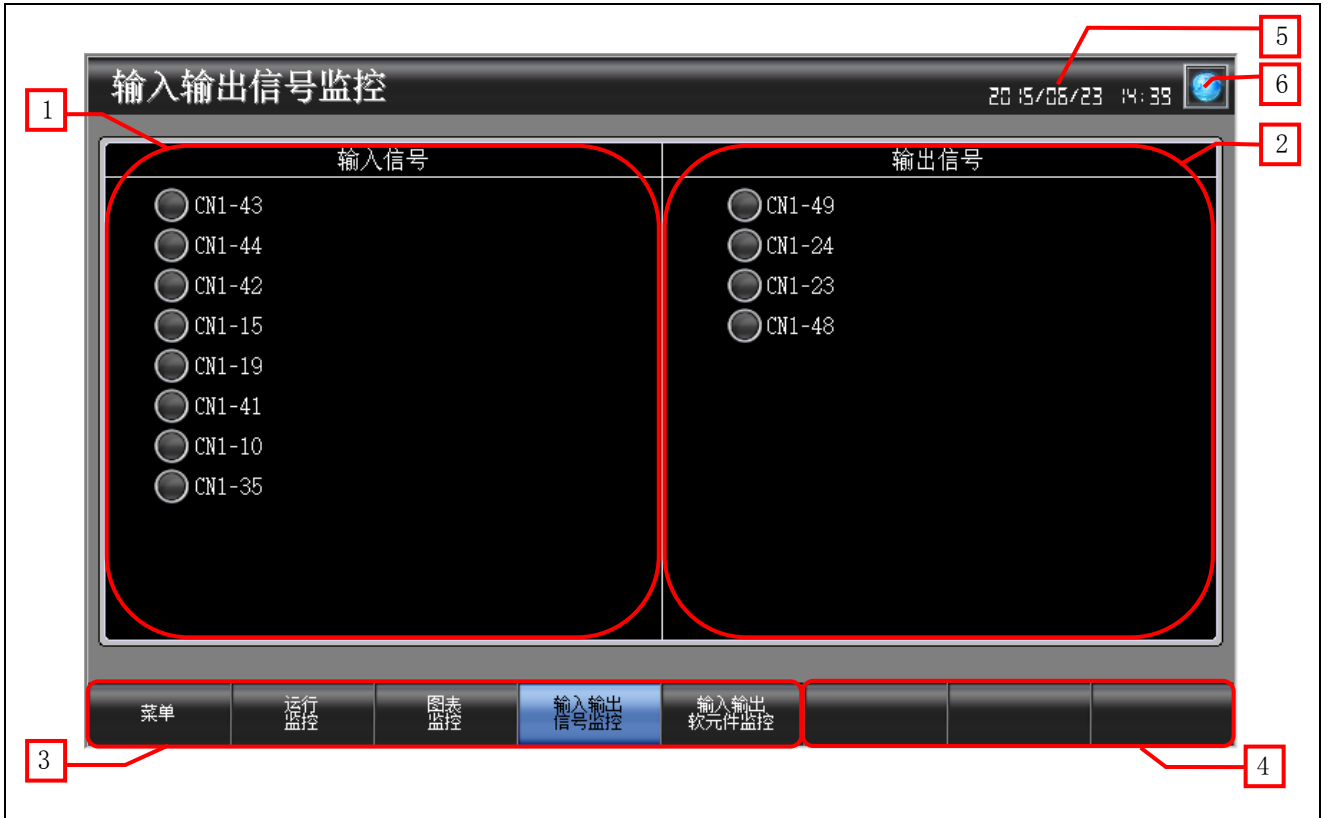 5
输入输出信号监控
2015/06/23 14:39
6
1
2
输入信号
输出信号
CN1-43
CN1-44
CN1-42
CN1-15
CN1-19
CN1-41
CN1-10
CN1-35
CN1-49
CN1-24
CN1-23
CN1-48
菜单
运行
监控
图表
监控
输入输出
信号监控
输入输出
软元件监控
3
4